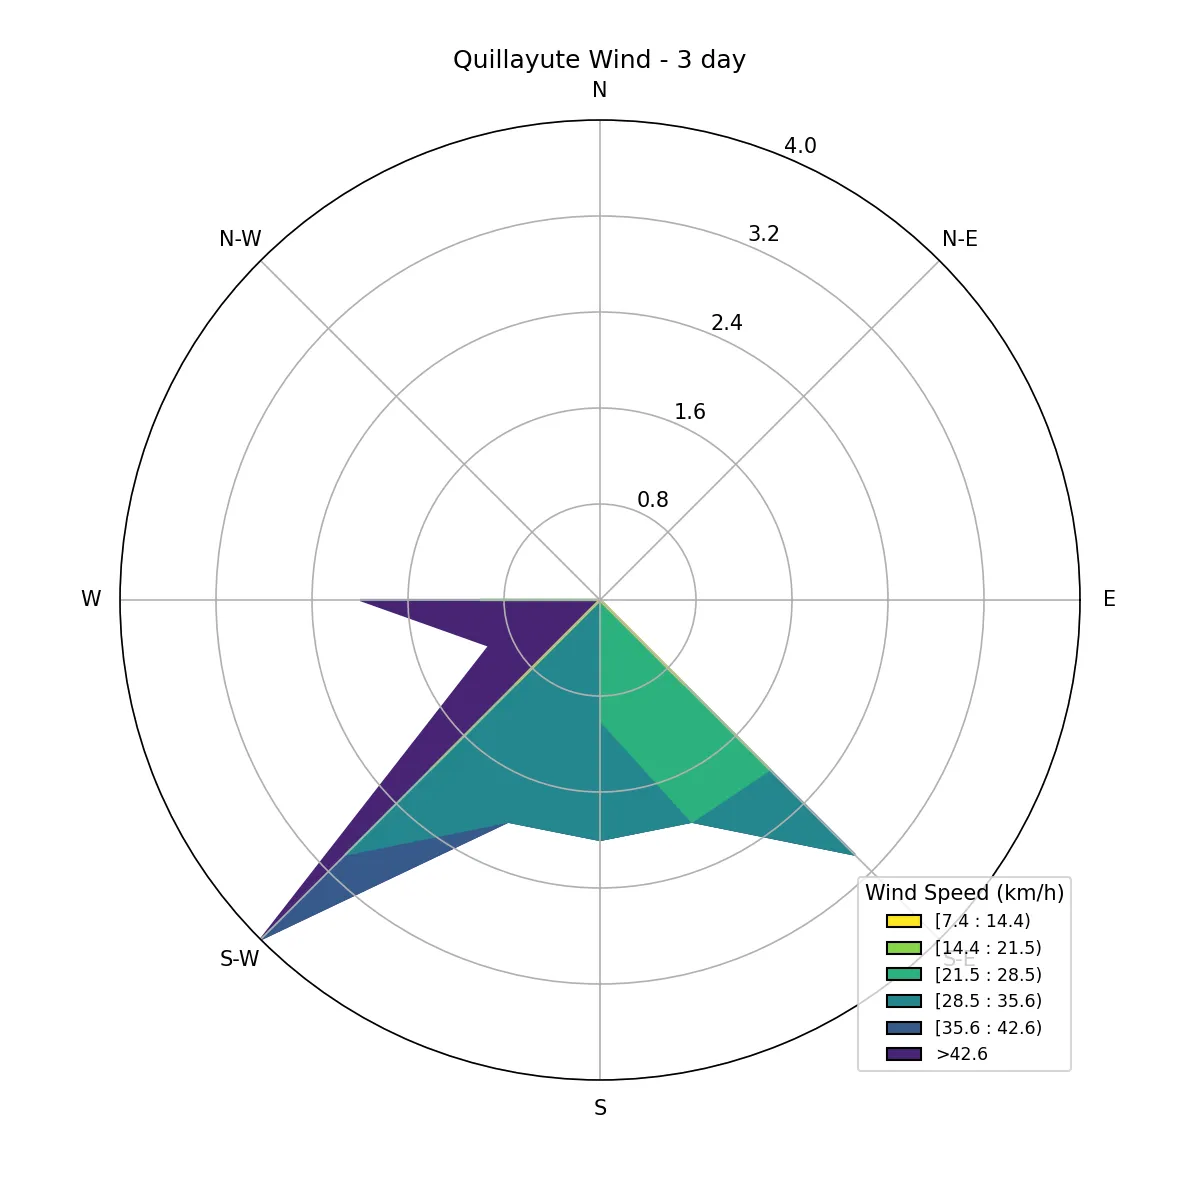 Quillayute Wind - 3 day
N
4.0
N-W
3.2
N-E
2.4
1.6
0.8
W
E
S-W
S-E
Wind Speed (km/h)
[7.4 : 14.4)
[14.4 : 21.5)
[21.5 : 28.5)
[28.5 : 35.6)
[35.6 : 42.6)
>42.6
S